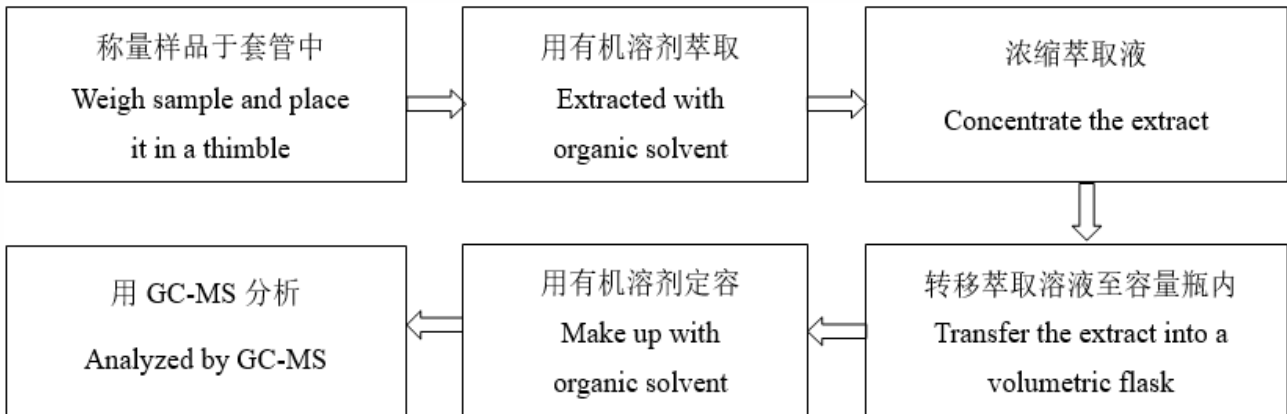 称量样品于套管中
Weigh sample and place
it in a thimble
用有机溶剂萃取
Extracted with
organic solvent
浓缩萃取液
Concentrate the extract
转移萃取溶液至容量瓶内
Transfer the extract into a
volumetric flask
用有机溶剂定容
Make up with
organic solvent
用 GC-MS 分析
Analyzed by GC-MS